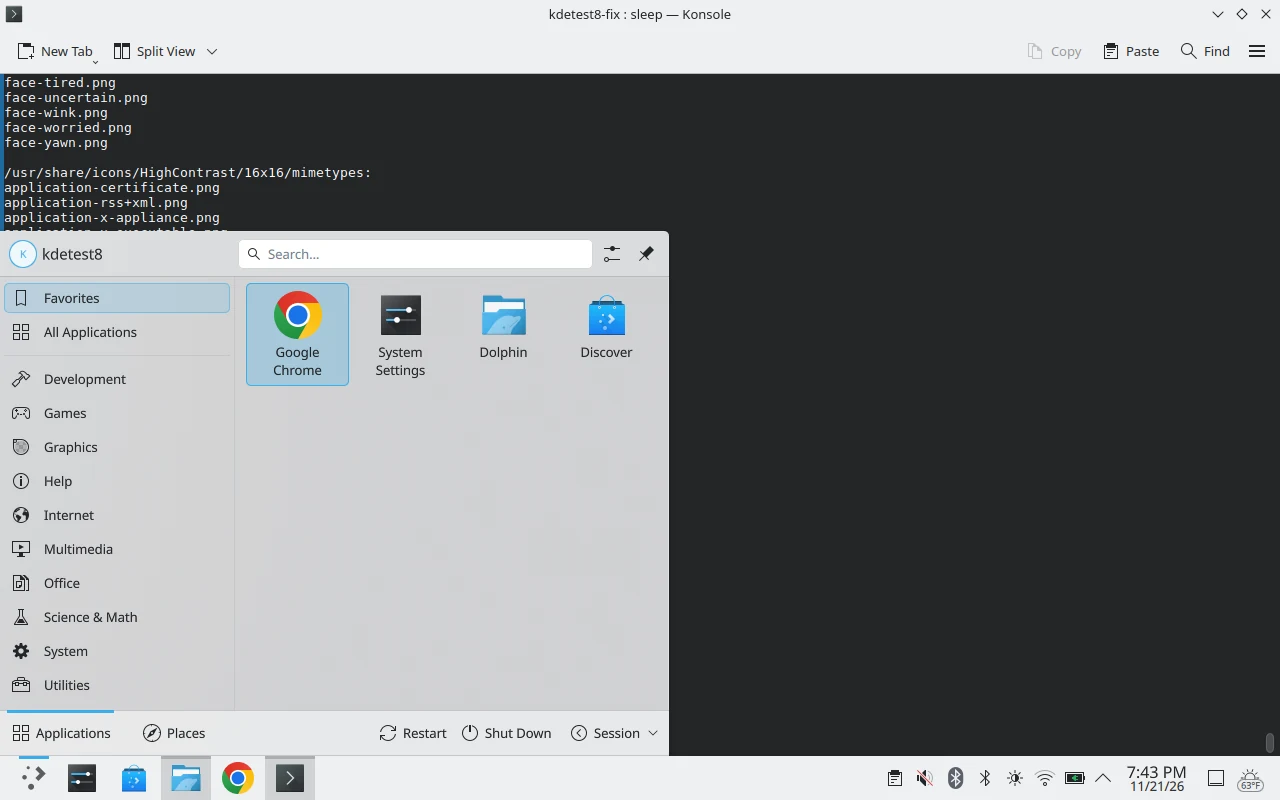 kdetest8-fix : sleep — Konsole
New Tab
Split View
Copy
Paste
Find
face-tired.png
face-uncertain.png
face-wink.png
face-worried.png
face-yawn.png
/usr/share/icons/HighContrast/16x16/mimetypes:
application-certificate.png
application-rss+xml.png
application-x-appliance.png
K
kdetest8
Search...
Favorites
All Applications
Development
Games
Graphics
Help
Internet
Multimedia
Office
Science & Math
System
Utilities
Google
Chrome
System
Settings
Dolphin
Discover
Applications
Places
Restart
Shut Down
Session
7:43 PM
11/21/26
63°F